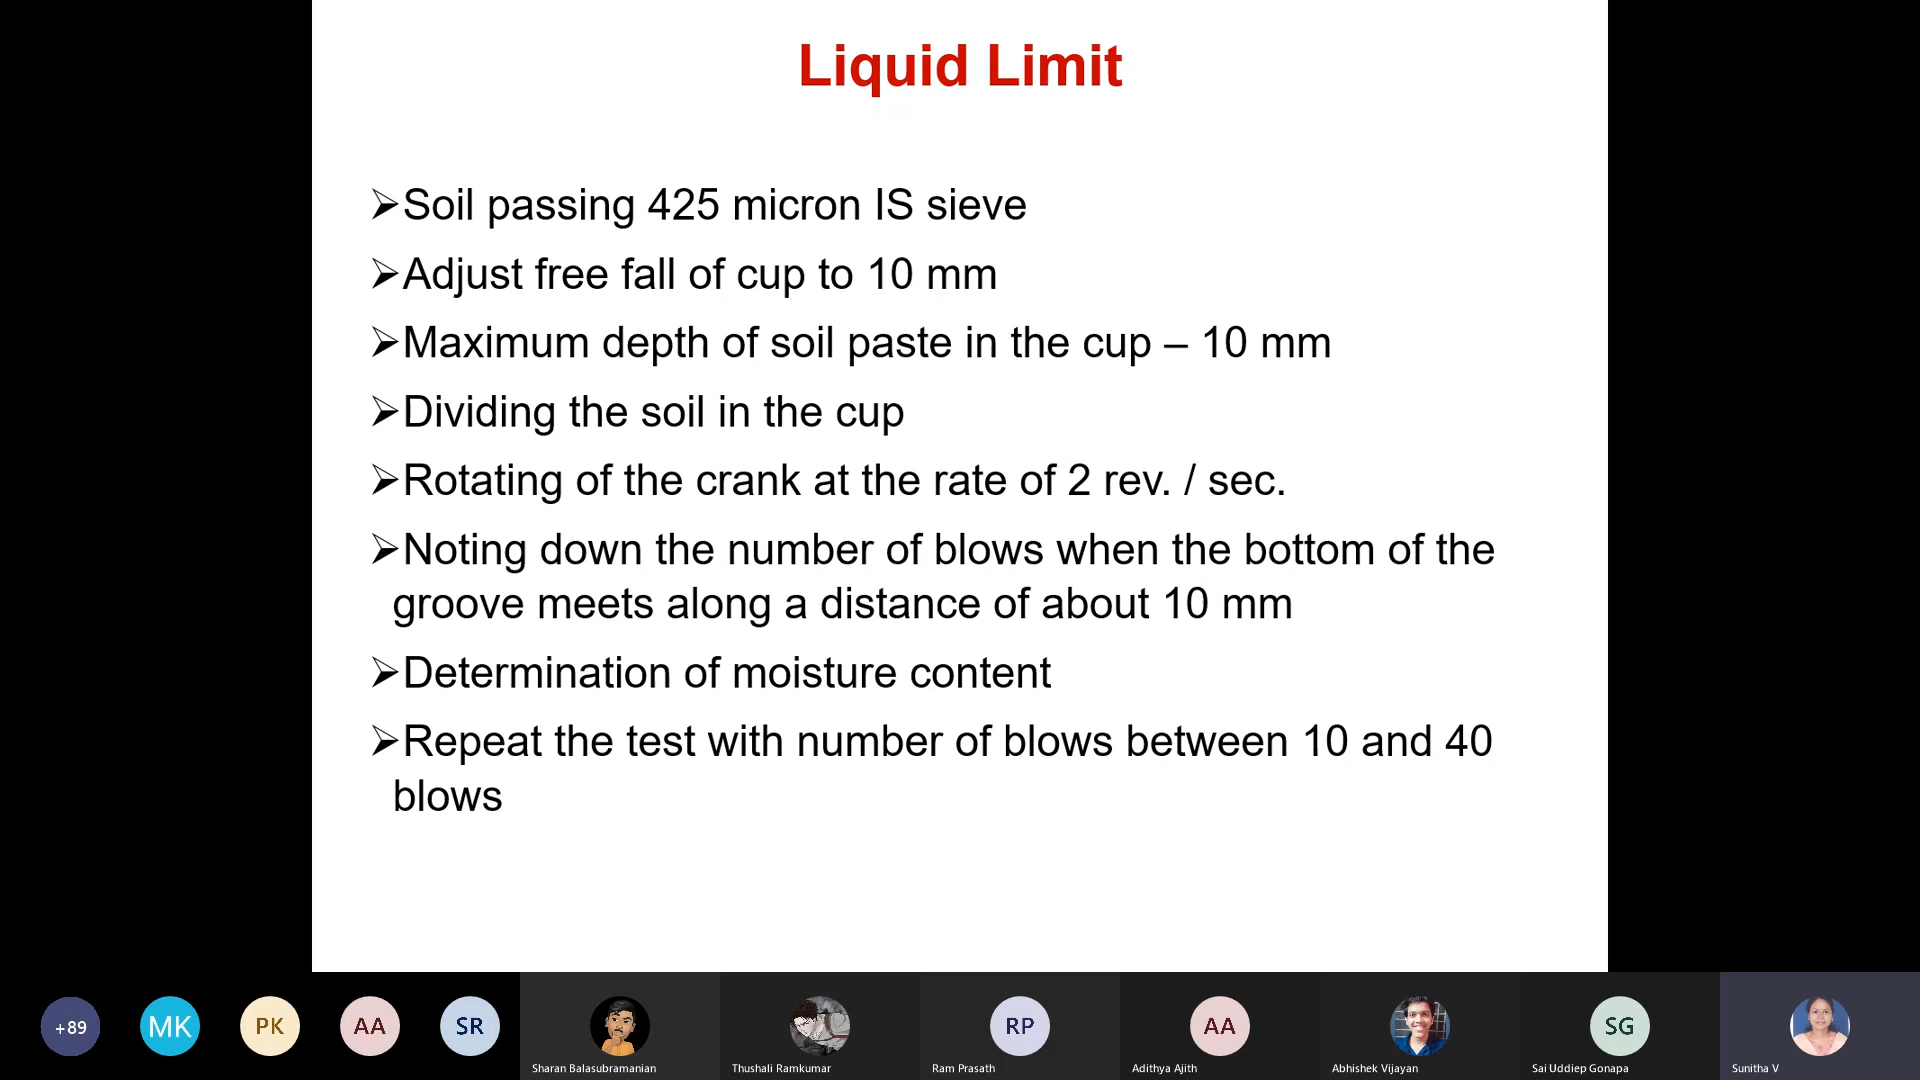 Liquid Limit
➢Soil passing 425 micron IS sieve
➢Adjust free fall of cup to 10 mm
➢Maximum depth of soil paste in the cup – 10 mm
➢Dividing the soil in the cup
➢Rotating of the crank at the rate of 2 rev. / sec.
➢Noting down the number of blows when the bottom of the
groove meets along a distance of about 10 mm
➢Determination of moisture content
➢Repeat the test with number of blows between 10 and 40
blows
+89
MK
PK
AA
SR
RP
AA
SG
Sharan Balasubramanian
Thushali Ramkumar
Ram Prasath
Adithya Ajith
Abhishek Vijayan
Sai Uddiep Gonapa
Sunitha V